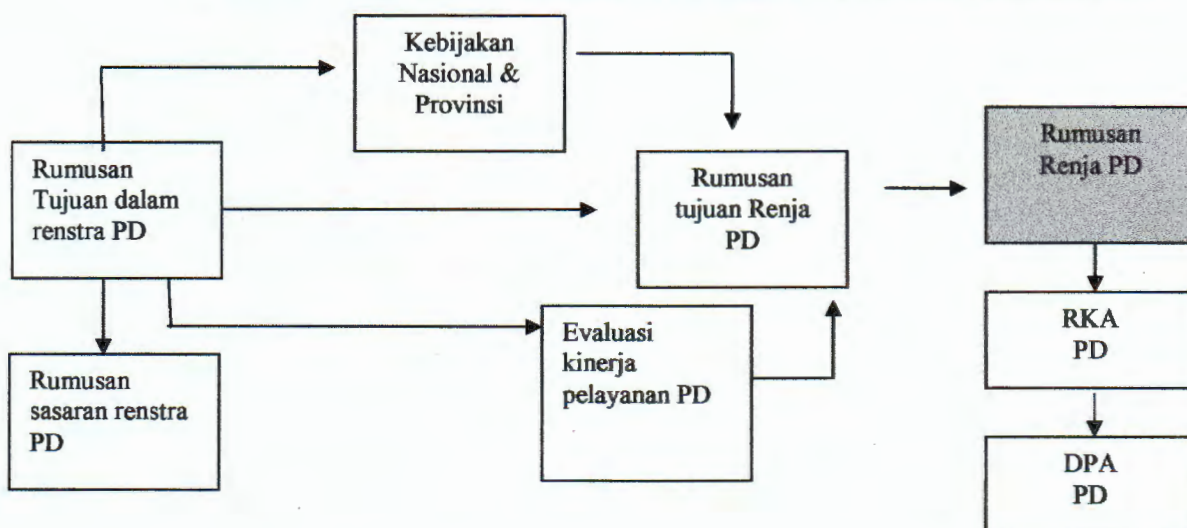 Kebijakan
Nasional &
Provinsi
Rumusan
Tujuan dalam
renstra PD
Rumusan
tujuan Renja
PD
Rumusan
Renja PD
Evaluasi
kinerja
pelayanan PD
RKA
PD
Rumusan
sasaran renstra
PD
DPA
PD